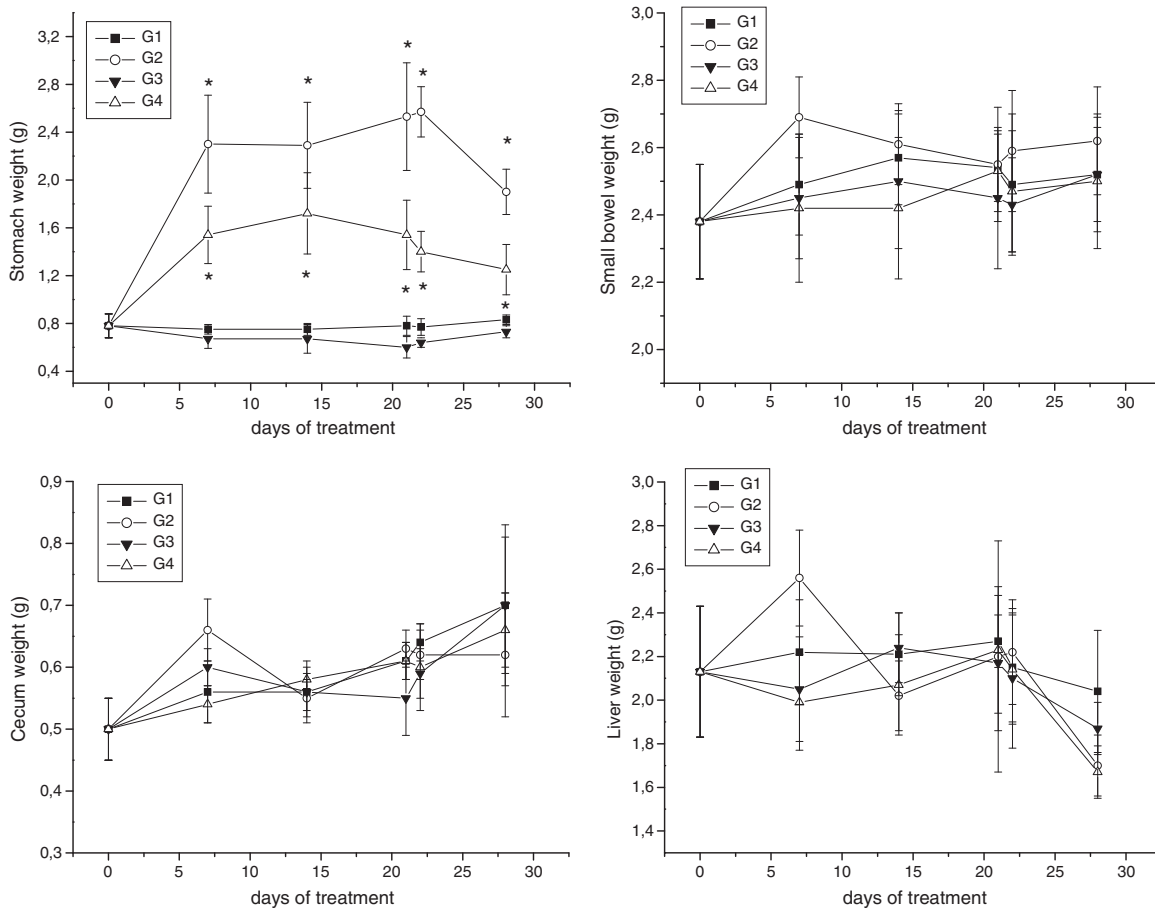 G1
G2
G3
G4
3,2
2,8
2,4
2,0
1,6
1,2
0,8
0,4
Stomach weight (g)
* * * *
*
* * * *
*
0 5 10 15 20 25 30
days of treatment
G1
G2
G3
G4
3,0
2,8
2,6
2,4
2,2
2,0
Small bowel weight (g)
0 5 10 15 20 25 30
days of treatment
G1
G2
G3
G4
0,9
0,8
0,7
0,6
0,5
0,4
0,3
Cecum weight (g)
0 5 10 15 20 25 30
days of treatment
G1
G2
G3
G4
3,0
2,8
2,6
2,4
2,2
2,0
1,8
1,6
1,4
Liver weight (g)
0 5 10 15 20 25 30
days of treatment